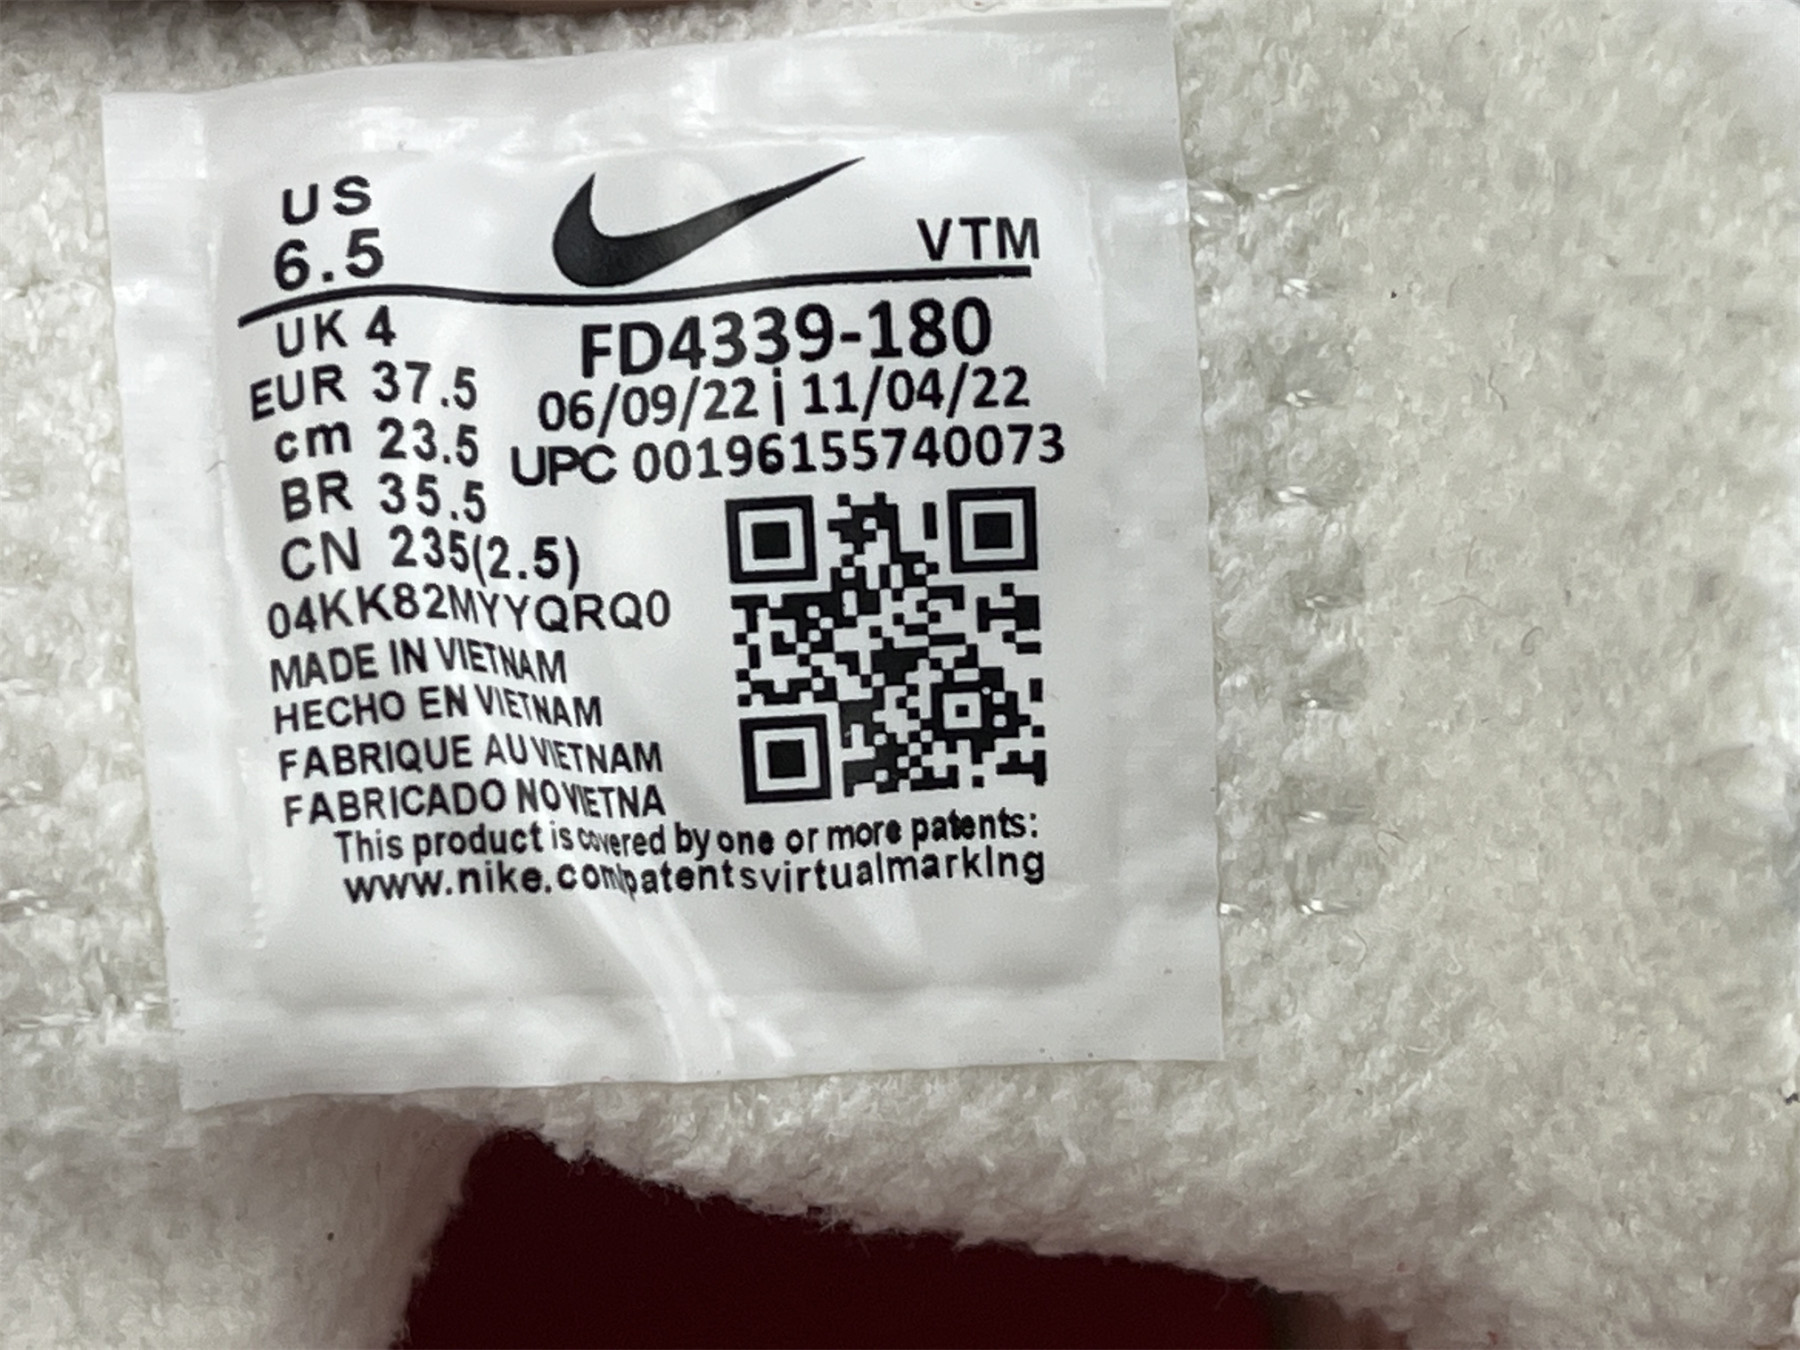 US
6.5
VTM
UK 4
EUR 37.5
cm 23.5
BR 35.5
CN 235(2.5)
FD4339-180
06/09/22 | 11/04/22
UPC 00196155740073
04KK82MYYQRQ0
MADE IN VIETNAM
HECHO EN VIETNAM
FABRIQUE AU VIETNAM
FABRICADO NO VIETNA
This product is covered by one or more patents:
www.nike.com/patentsvirtualmarking